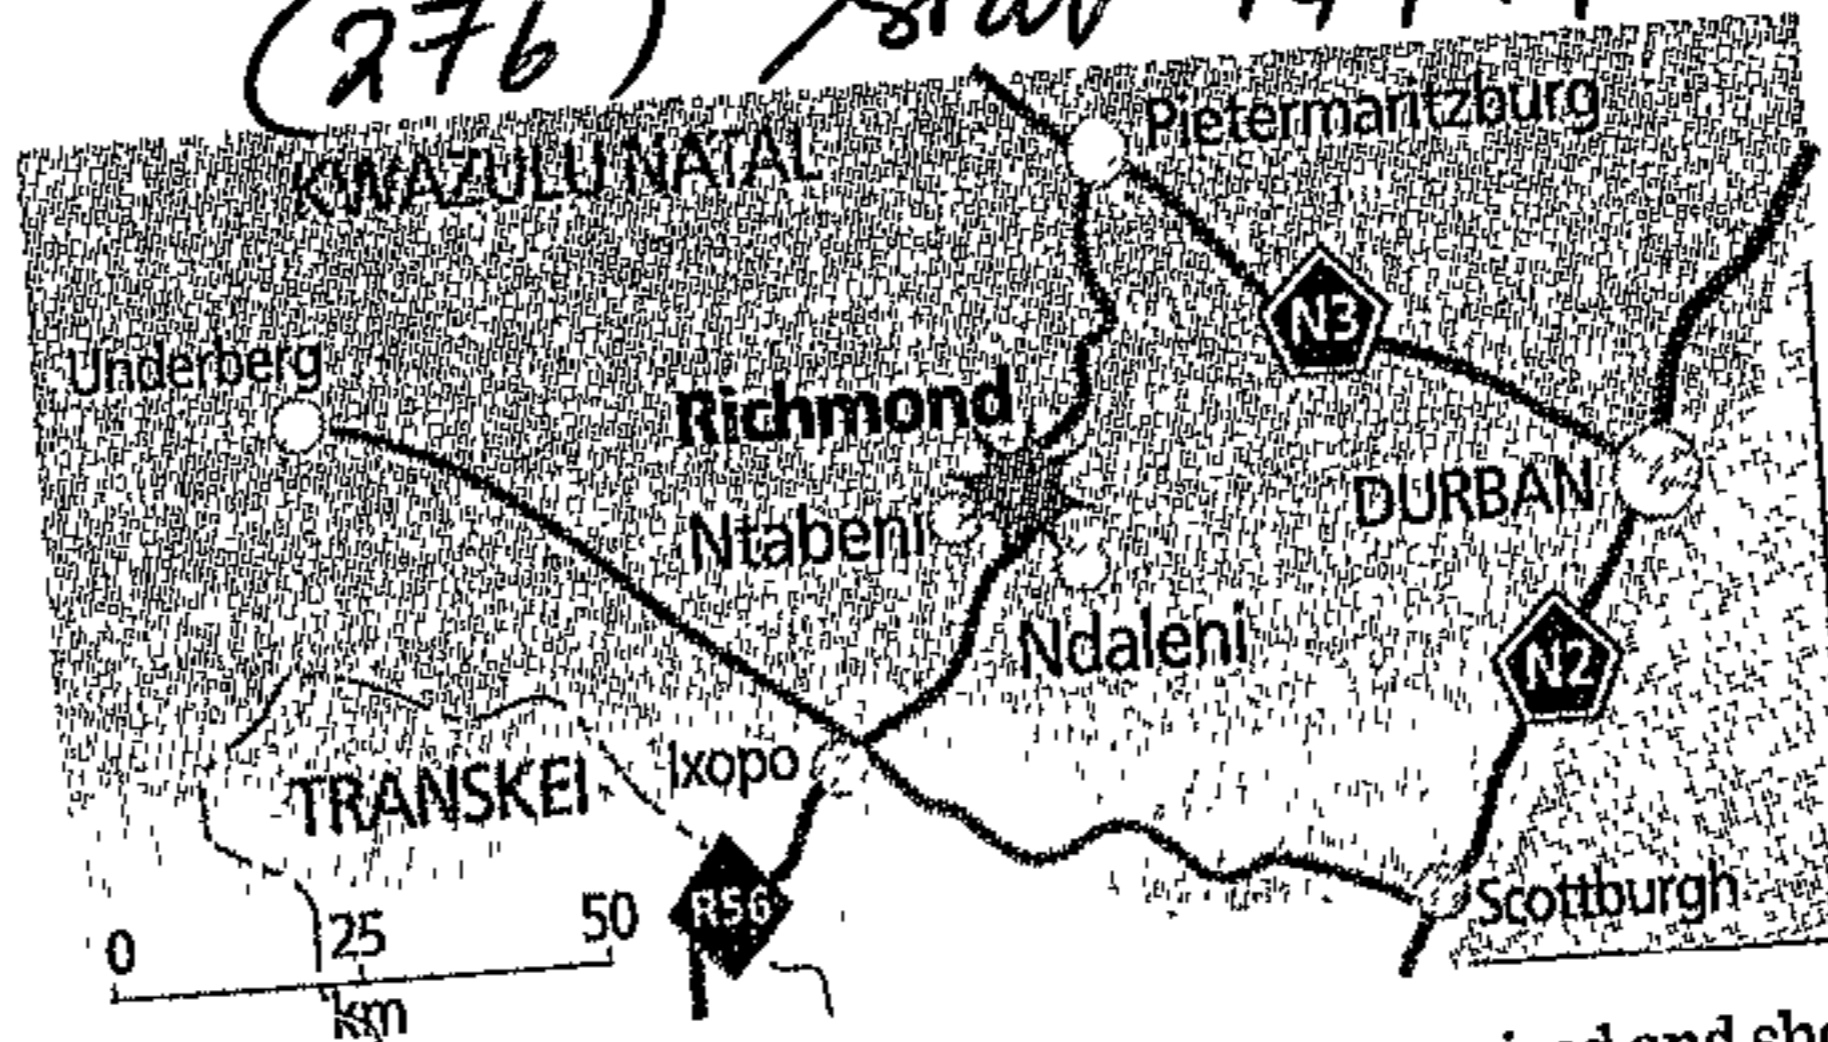 (276)
Pietermaritzburg
KWAZULU NATAL
N3
Underberg
Richmond
DURBAN
Ntabeni
Ndaleni
N2
Ixopo
TRANSKEI
R56
Scottburgh
0 25 50
km